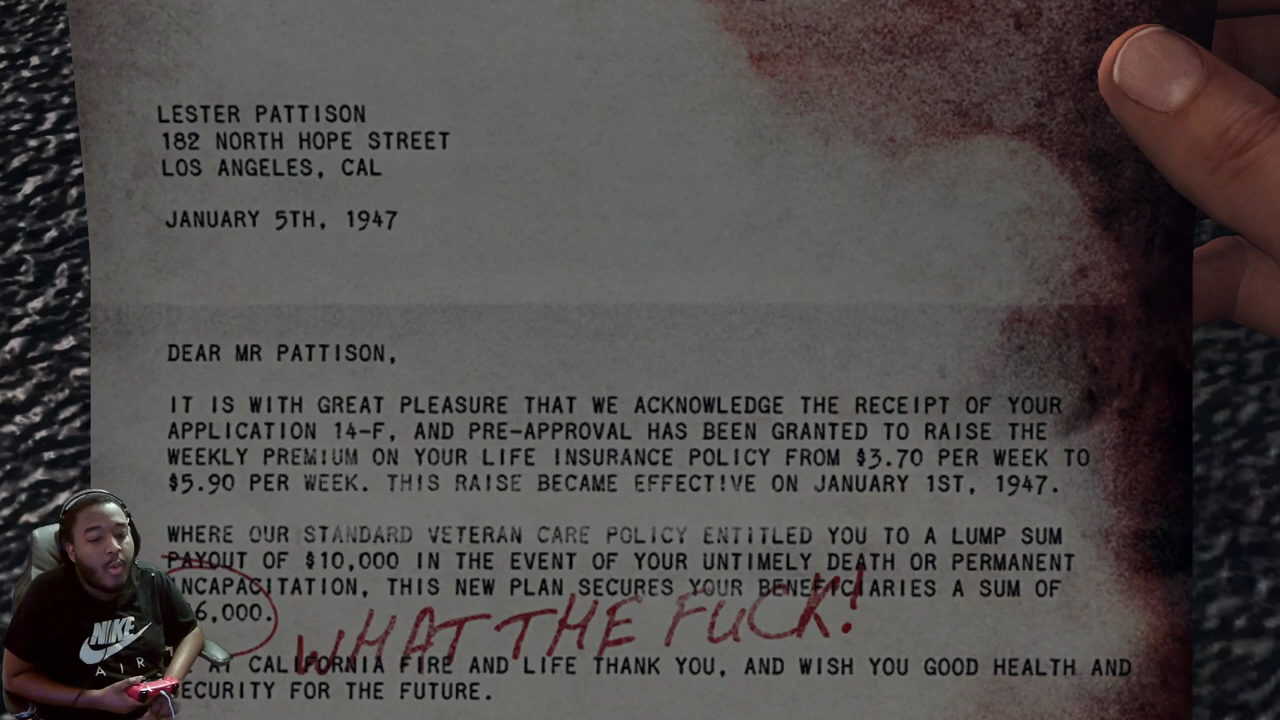 LESTER PATTISON
182 NORTH HOPE STREET
LOS ANGELES, CAL
JANUARY 5TH, 1947
DEAR MR PATTISON,
IT IS WITH GREAT PLEASURE THAT WE ACKNOWLEDGE THE RECEIPT OF YOUR
APPLICATION 14-F, AND PRE-APPROVAL HAS BEEN GRANTED TO RAISE THE
WEEKLY PREMIUM ON YOUR LIFE INSURANCE POLICY FROM $3.70 PER WEEK TO
$5.90 PER WEEK. THIS RAISE BECAME EFFECTIVE ON JANUARY 1ST, 1947.
WHERE OUR STANDARD VETERAN CARE POLICY ENTITLED YOU TO A LUMP SUM
PAYOUT OF $10,000 IN THE EVENT OF YOUR UNTIMELY DEATH OR PERMANENT
INCAPACITATION, THIS NEW PLAN SECURES YOUR BENEFICIARIES A SUM OF
6,000.
WHAT THE FUCK!
AT CALIFORNIA FIRE AND LIFE THANK YOU, AND WISH YOU GOOD HEALTH AND
SECURITY FOR THE FUTURE.
NIKE
AIR